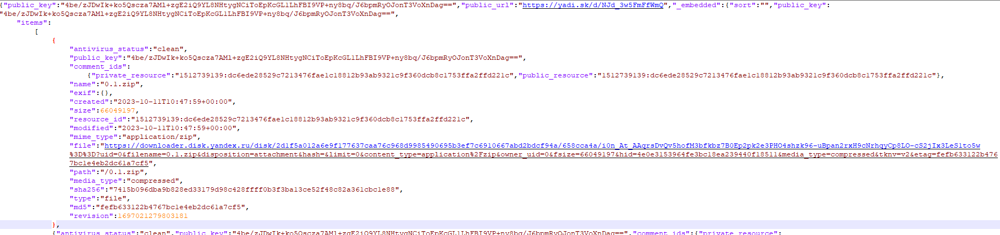 {"public_key":"4be/zJDwIk+ko5Qscza7AMl+zgE2iQ9YL8NHtygNCiToEpKcGL1LhFBI9VP+ny8bq/J6bpmRyOJonT3VoXnDag==","public_url":"https://yadi.sk/d/NJd_3w5FmFfWmQ","_embedded":{"sort":"","public_key":
"4be/zJDwIk+ko5Qscza7AMl+zgE2iQ9YL8NHtygNCiToEpKcGL1LhFBI9VP+ny8bq/J6bpmRyOJonT3VoXnDag==",
"items":
[
{
"antivirus_status":"clean",
"public_key":"4be/zJDwIk+ko5Qscza7AMl+zgE2iQ9YL8NHtygNCiToEpKcGL1LhFBI9VP+ny8bq/J6bpmRyOJonT3VoXnDag==",
"comment_ids":
{"private_resource":"1512739139:dc6ede28529c7213476fae1c18812b93ab9321c9f360dcb8c1753ffa2ffd221c","public_resource":"1512739139:dc6ede28529c7213476fae1c18812b93ab9321c9f360dcb8c1753ffa2ffd221c"},
"name":"0.1.zip",
"exif":{},
"created":"2023-10-11T10:47:59+00:00",
"size":66049197,
"resource_id":"1512739139:dc6ede28529c7213476fae1c18812b93ab9321c9f360dcb8c1753ffa2ffd221c",
"modified":"2023-10-11T10:47:59+00:00",
"mime_type":"application/zip",
"file":"https://downloader.disk.yandex.ru/disk/2d1f5a012a6e9f177637caa76c968d9985490695b3ef7c6910667abd2bdcf94a/658cca4a/i0n_At_AAqrsDvQv5hofM3bfkbz7B0Ep2pk2e3PHO4shzk96-uBpan2rxH9cNrhqyCp8LO-cS2jIx3LeS1to5w
%3D%3D?uid=0&filename=0.1.zip&disposition=attachment&hash=&limit=0&content_type=application%2Fzip&owner_uid=0&fsize=66049197&hid=4e0e3153964fe3bc18ea239440f18511&media_type=compressed&tknv=v2&etag=fefb633122b476
7bc1e4eb2dc61a7cf5",
"path":"/0.1.zip",
"media_type":"compressed",
"sha256":"7415b096dba9b828ed33179d98c428ffff0b3f3ba13ce52f48c82a361cbc1e88",
"type":"file",
"md5":"fefb633122b4767bc1e4eb2dc61a7cf5",
"revision":1697021279803181
},
{"antivirus_status":"clean","public_key":"4be/zJDwIk+ko5Qscza7AMl+zgE2iQ9YL8NHtygNCiToEpKcGL1LhFBI9VP+ny8bq/J6bpmRyOJonT3VoXnDag==","comment_ids":{"private_resource":